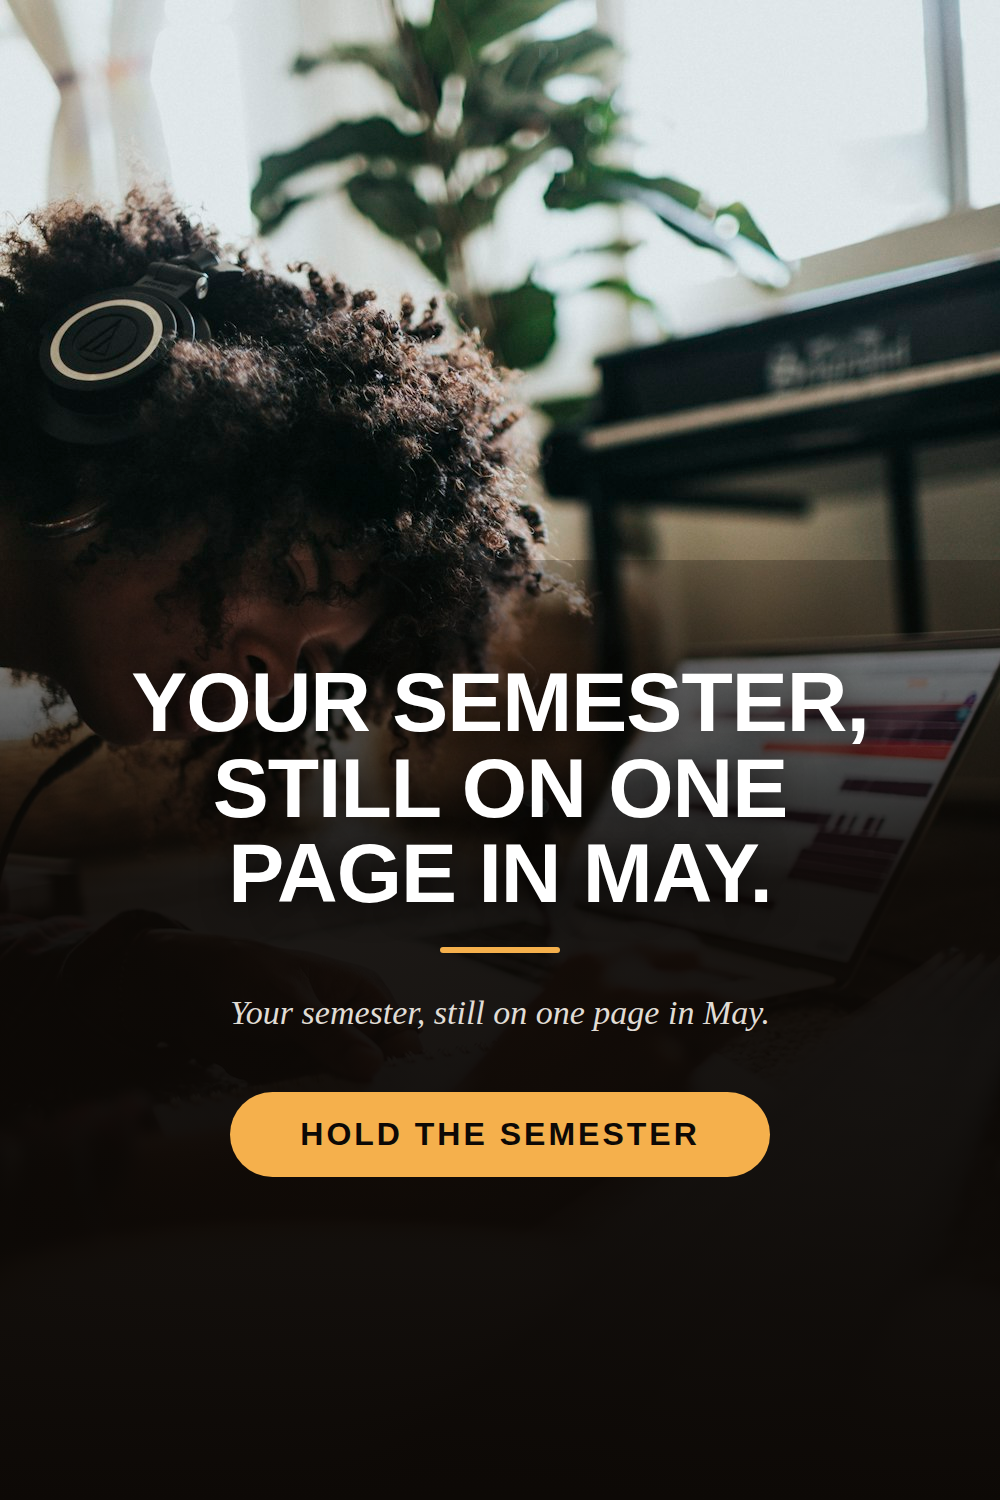 YOUR SEMESTER,
STILL ON ONE
PAGE IN MAY.
Your semester, still on one page in May.
HOLD THE SEMESTER